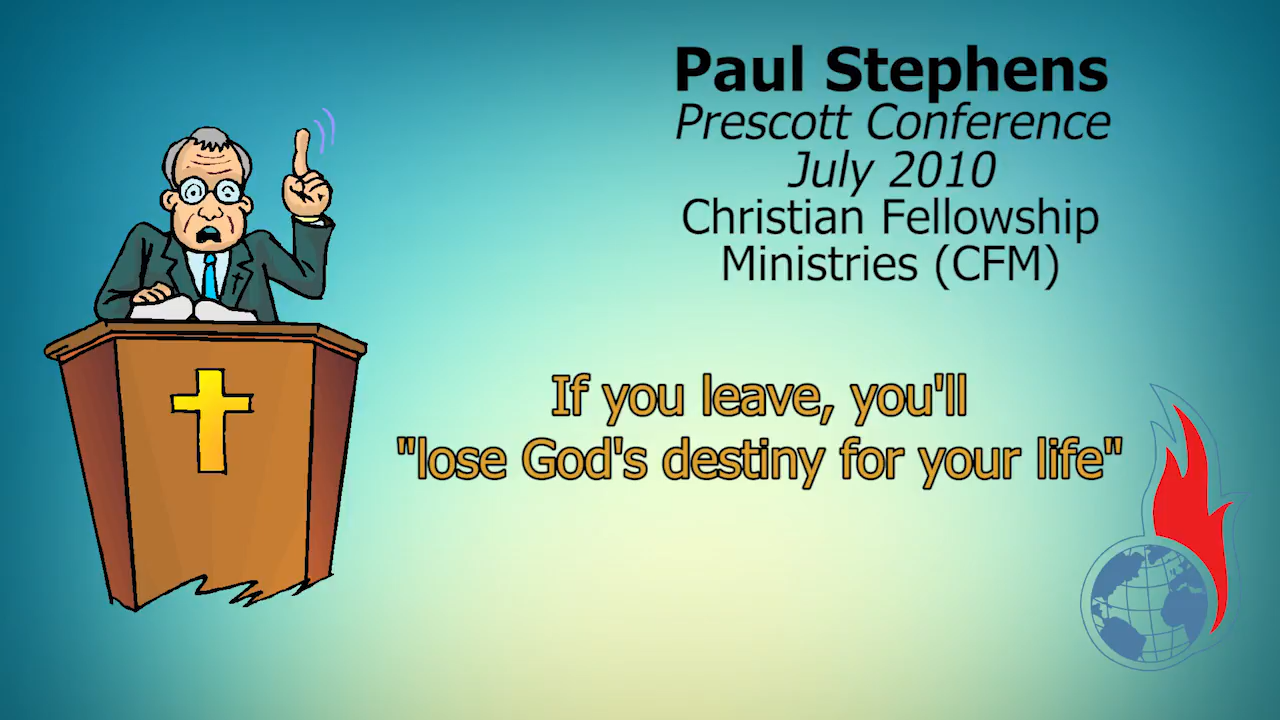 Paul Stephens
Prescott Conference
July 2010
Christian Fellowship
Ministries (CFM)
If you leave, you'll
"lose God's destiny for your life"